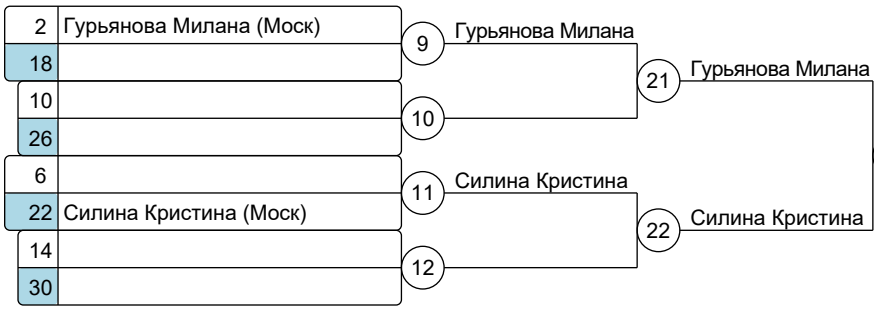 2 Гурьянова Милана (Моск)
18
9 Гурьянова Милана
10
26
10
21 Гурьянова Милана
6
22 Силина Кристина (Моск)
11 Силина Кристина
14
30
12
22 Силина Кристина